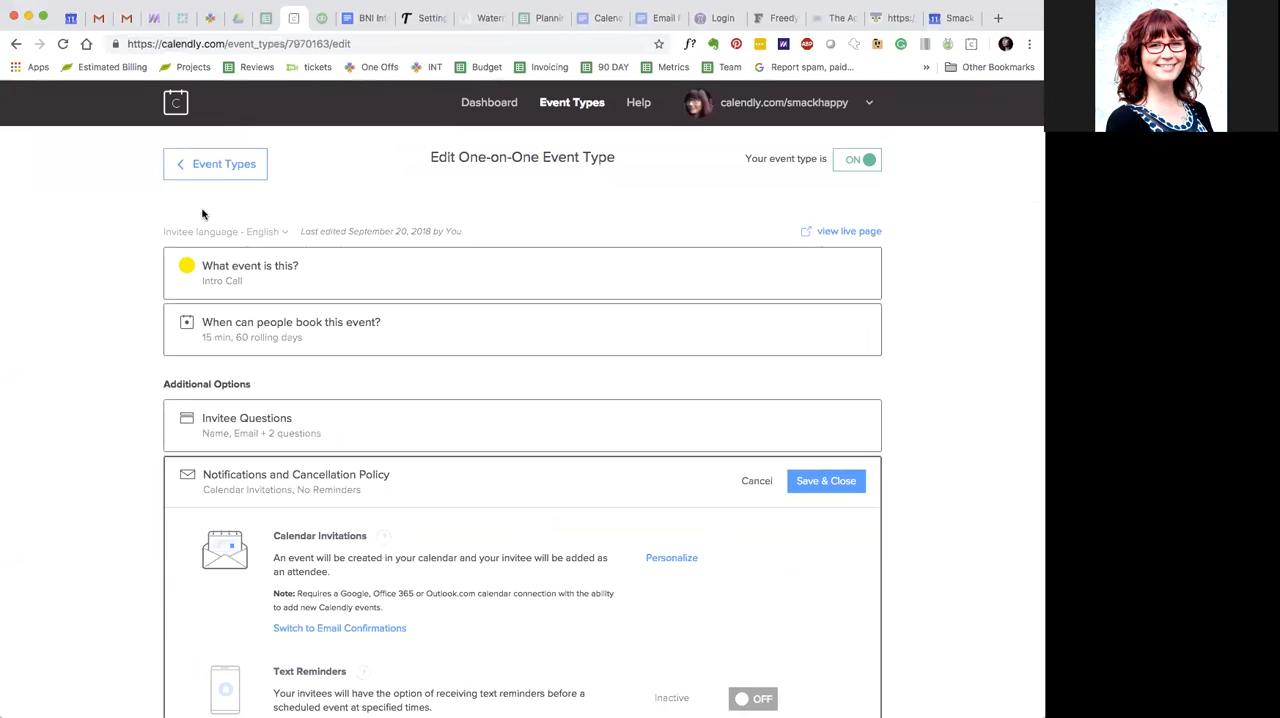 BNI In
Settin
Watern
Planni
Calenc
Email F
Login
Freedy
The Ac
https:/
Smack
https://calendly.com/event_types/7970163/edit
Apps
Estimated Billing
Projects
Reviews
tickets
One Offs
INT
Budget
Invoicing
90 DAY
Metrics
Team
Report spam, paid...
»
Other Bookmarks
Dashboard
Event Types
Help
calendly.com/smackhappy
Event Types
Edit One-on-One Event Type
Your event type is
ON
Invitee language - English
Last edited September 20, 2018 by You
view live page
What event is this?
Intro Call
When can people book this event?
15 min, 60 rolling days
Additional Options
Invitee Questions
Name, Email + 2 questions
Notifications and Cancellation Policy
Calendar Invitations, No Reminders
Cancel
Save & Close
Calendar Invitations
An event will be created in your calendar and your invitee will be added as
an attendee.
Personalize
Note: Requires a Google, Office 365 or Outlook.com calendar connection with the ability
to add new Calendly events.
Switch to Email Confirmations
Text Reminders
Your invitees will have the option of receiving text reminders before a
scheduled event at specified times.
Inactive
OFF